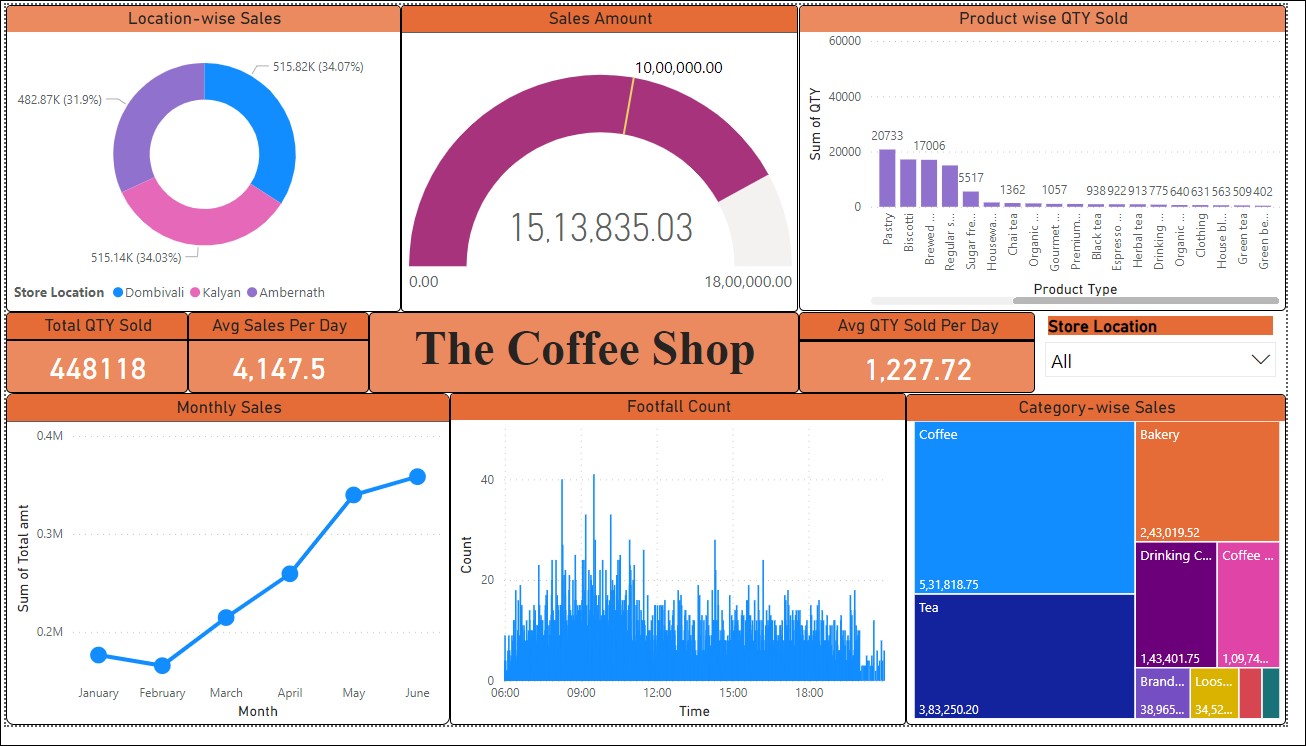 Location-wise Sales
515.82K (34.07%)
482.87K (31.9%)
515.14K (34.03%)
Store Location Dombivali Kalyan Ambernath
Sales Amount
10,00,000.00
15,13,835.03
0.00
18,00,000.00
Product wise QTY Sold
Sum of QTY
60000
40000
20000
0
20733
17006
5517
1362
1057
938
922
913
775
640
631
563
509
402
Pastry
Biscotti
Brewed ...
Regular s...
Sugar fre...
Housewa...
Chai tea
Organic ...
Gourmet ...
Premium...
Black tea
Espresso ...
Herbal tea
Drinking ...
Organic ...
Clothing
House bl...
Green tea
Green be...
Product Type
Total QTY Sold
448118
Avg Sales Per Day
4,147.5
The Coffee Shop
Avg QTY Sold Per Day
1,227.72
Store Location
All
Monthly Sales
Sum of Total amt
0.4M
0.3M
0.2M
January February March April May June
Month
Footfall Count
Count
40
20
0
06:00 09:00 12:00 15:00 18:00
Time
Category-wise Sales
Coffee
5,31,818.75
Tea
3,83,250.20
Bakery
2,43,019.52
Drinking C...
1,43,401.75
Coffee ...
1,09,74...
Brand...
38,965...
Loos...
34,52...